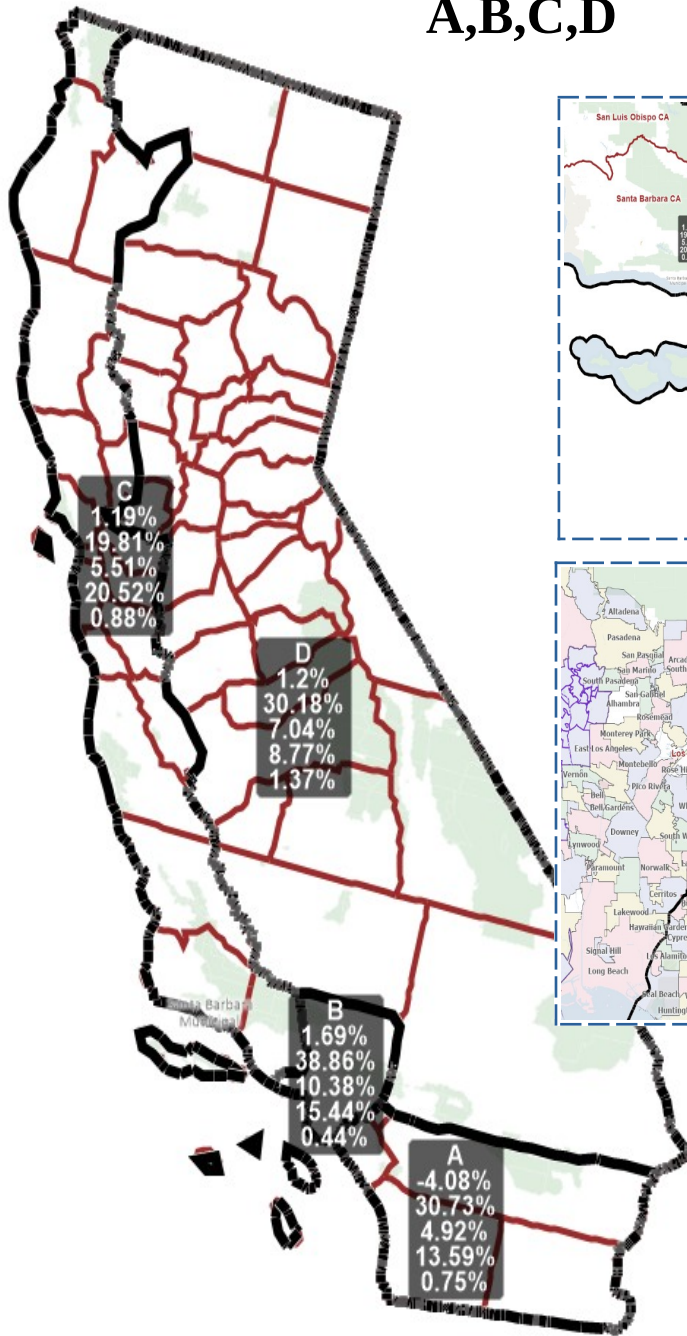 A,B,C,D
San Luis Obispo CA
Santa Barbara CA
C
1.19%
19.81%
5.51%
20.52%
0.88%
D
1.2%
30.18%
7.04%
8.77%
1.37%
Altadena
Pasadena
San Pasqual
San Marino
South Pasadena
San Gabriel
Alhambra
Rosemead
Monterey Park
East Los Angeles
Montebello
Vernon
Pico Rivera
Bell
Bell Gardens
Downey
Lynwood
Paramount
Norwalk
Cerritos
Lakewood
Signal Hill
Long Beach
Seal Beach
Santa Barbara
Municipal
B
1.69%
38.86%
10.38%
15.44%
0.44%
A
-4.08%
30.73%
4.92%
13.59%
0.75%